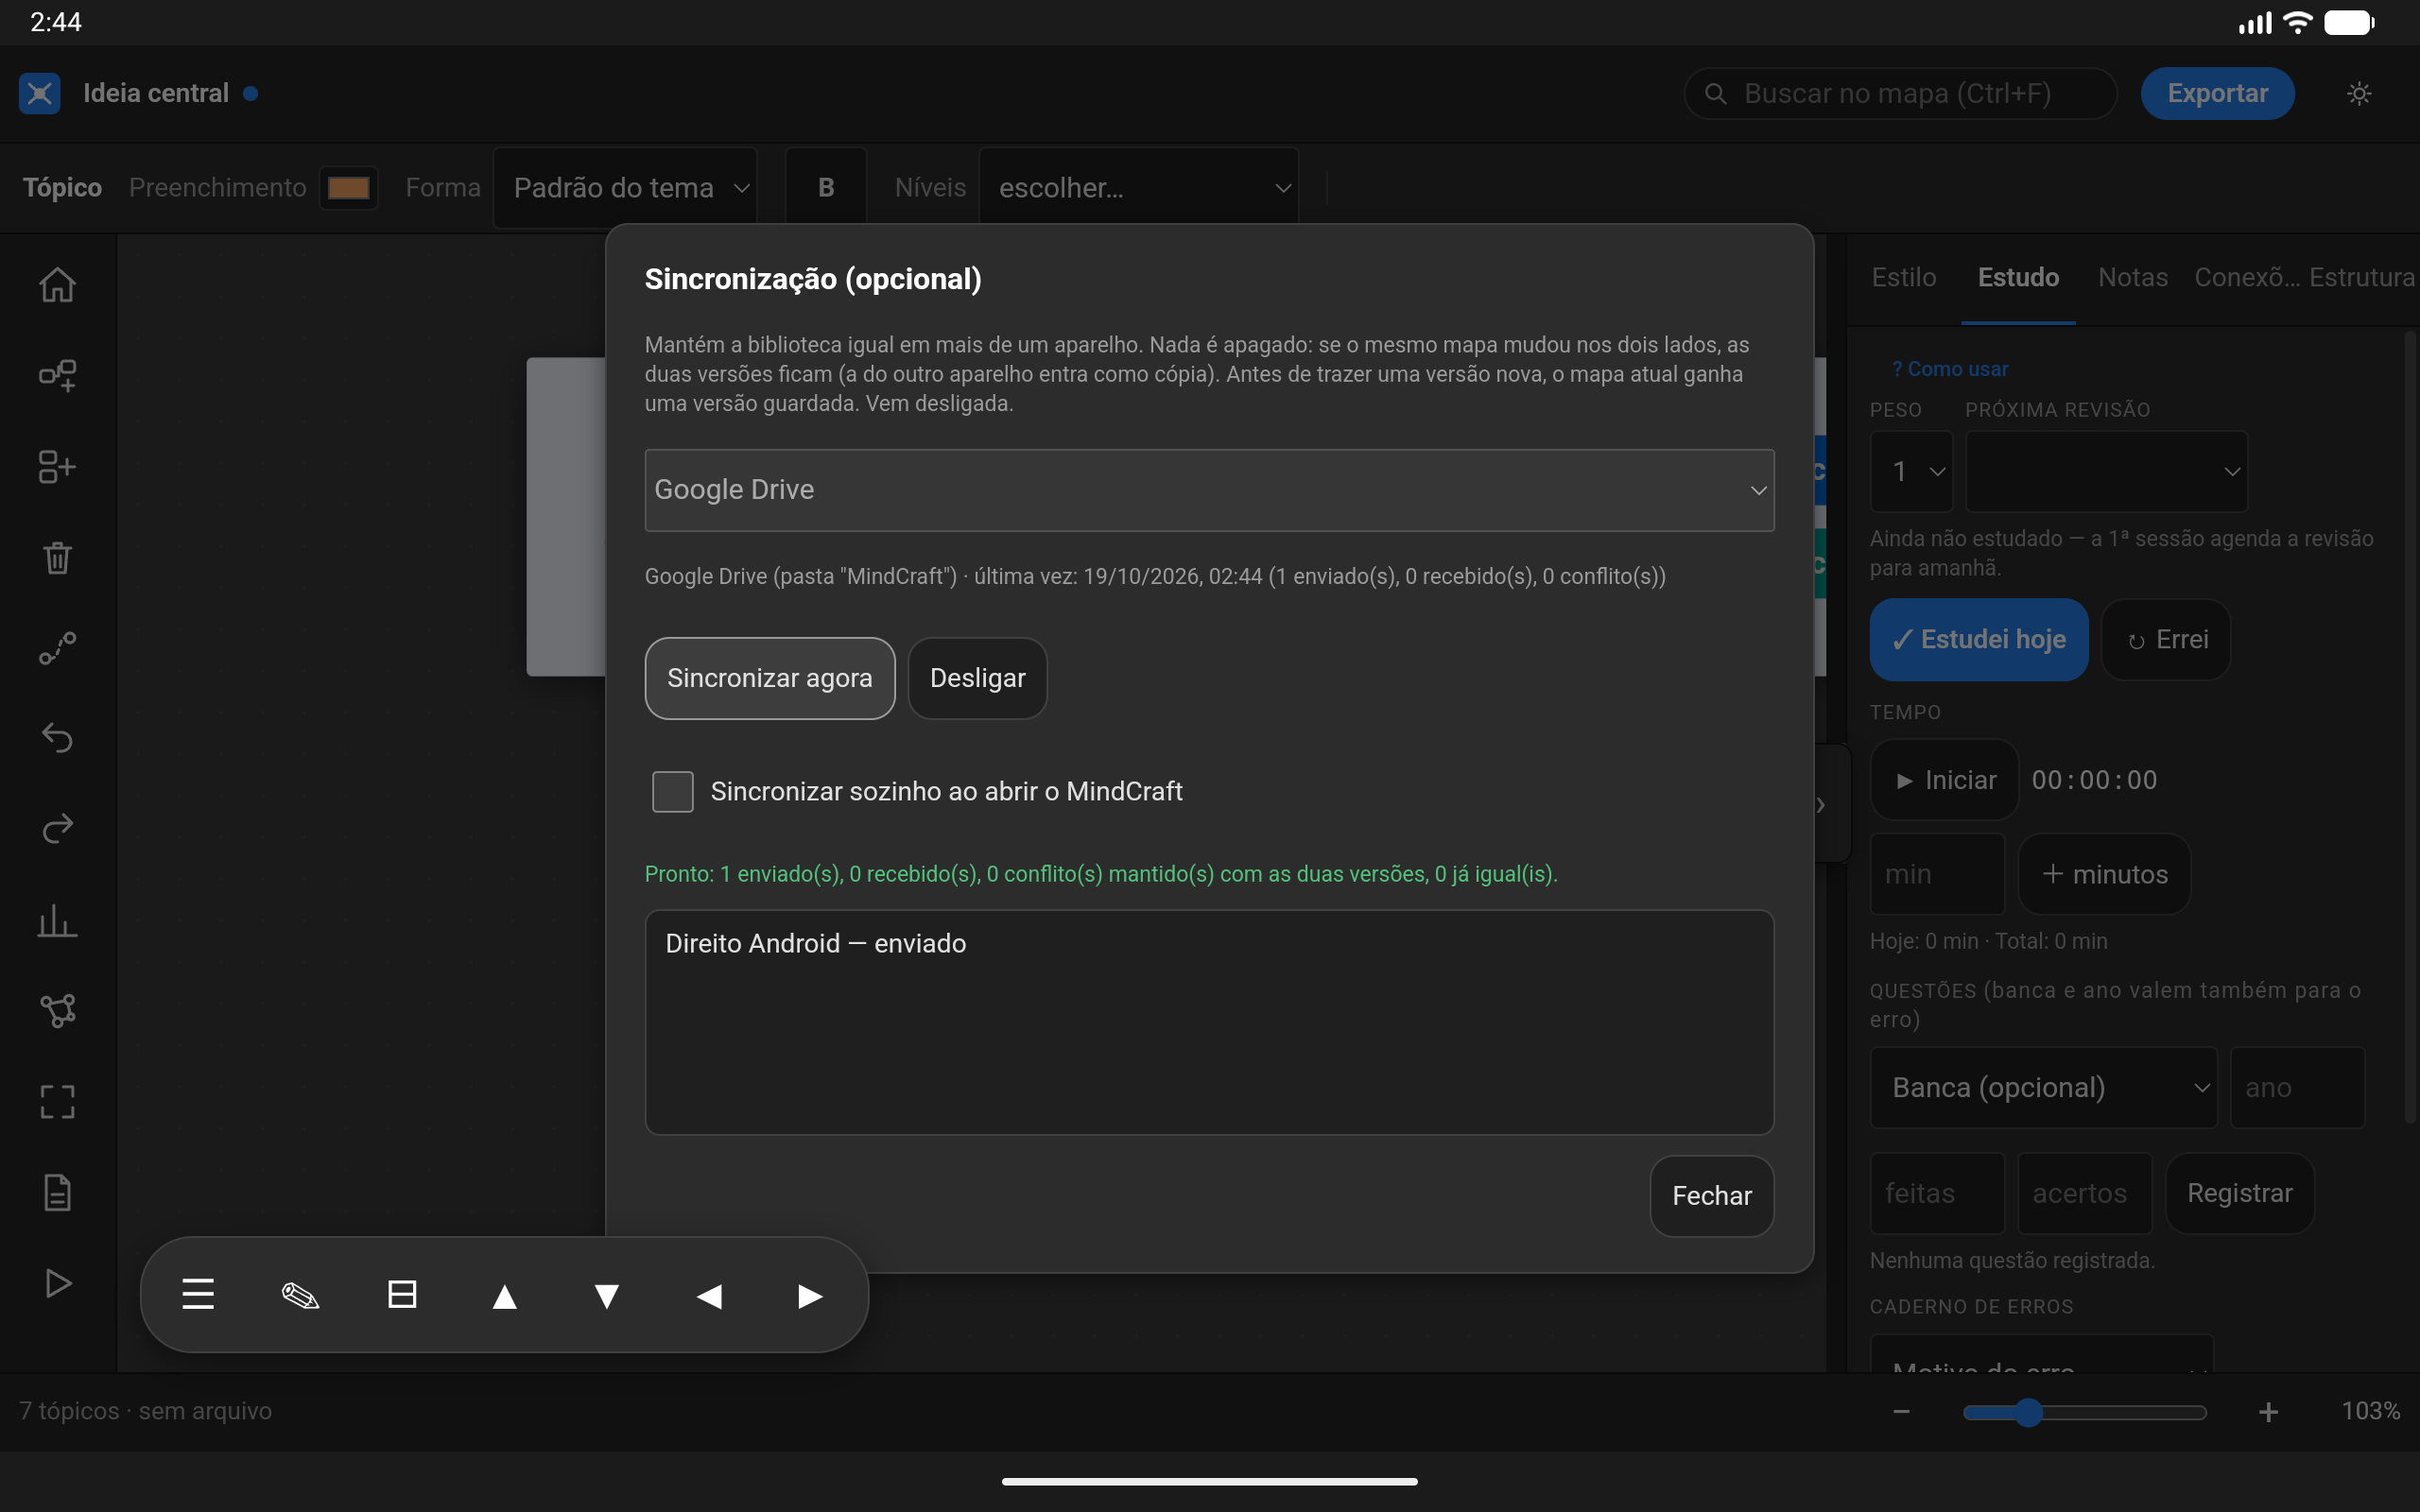 2:44
Ideia central
Buscar no mapa (Ctrl+F)
Exportar
Tópico
Preenchimento
Forma
Padrão do tema
B
Níveis
escolher...
Sincronização (opcional)
Mantém a biblioteca igual em mais de um aparelho. Nada é apagado: se o mesmo mapa mudou nos dois lados, as
duas versões ficam (a do outro aparelho entra como cópia). Antes de trazer uma versão nova, o mapa atual ganha
uma versão guardada. Vem desligada.
Google Drive
Google Drive (pasta "MindCraft") · última vez: 19/10/2026, 02:44 (1 enviado(s), 0 recebido(s), 0 conflito(s))
Sincronizar agora
Desligar
Sincronizar sozinho ao abrir o MindCraft
Pronto: 1 enviado(s), 0 recebido(s), 0 conflito(s) mantido(s) com as duas versões, 0 já igual(is).
Direito Android — enviado
Fechar
Estilo
Estudo
Notas
Conexõ...
Estrutura
? Como usar
PESO
PRÓXIMA REVISÃO
1
Ainda não estudado — a 1ª sessão agenda a revisão
para amanhã.
✓ Estudei hoje
↻ Errei
TEMPO
► Iniciar
00:00:00
min
+ minutos
Hoje: 0 min · Total: 0 min
QUESTÕES (banca e ano valem também para o
erro)
Banca (opcional)
ano
feitas
acertos
Registrar
Nenhuma questão registrada.
CADERNO DE ERROS
Motivo do erro
7 tópicos · sem arquivo
103%